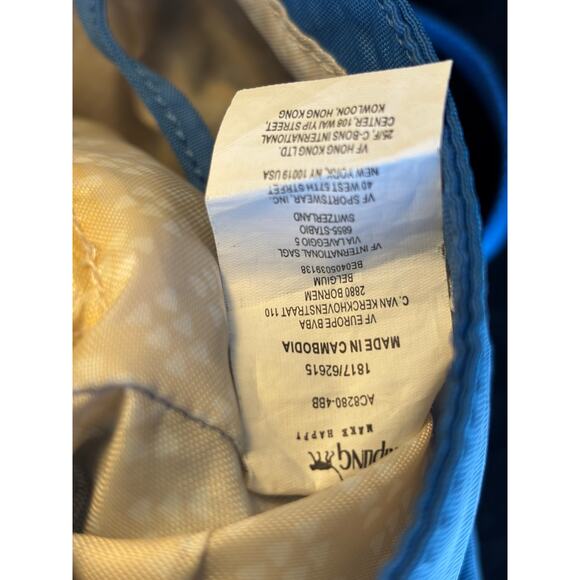 KIPLING
MAKE HAPPY
AC8280-4BB
1817/62615
MADE IN CAMBODIA
VF EUROPE BVBA
C. VAN KERCKHOVENSTRAAT 110
2880 BORNEM
BELGIUM
BE0405039138
VF INTERNATIONAL SAGL
VIA LAVEGGIO 5
6855-STABIO
SWITZERLAND
VF SPORTSWEAR, INC.
40 WEST 57TH STREET
NEW YORK, NY 10019 USA
VF HONG KONG LTD.
25/F, C-BONS INTERNATIONAL
CENTER, 108 WAI YIP STREET,
KOWLOON, HONG KONG